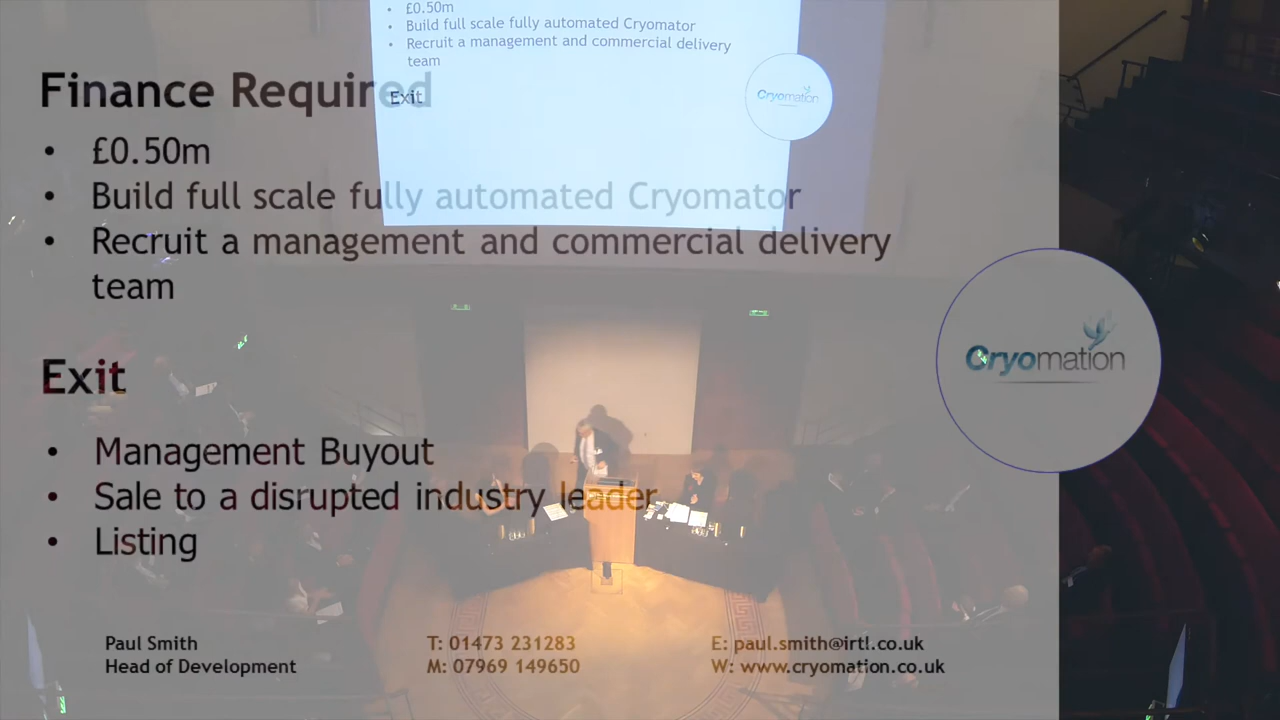 £0.50m
Build full scale fully automated Cryomator
Recruit a management and commercial delivery
team
Exit
Cryomation
Finance Required
• £0.50m
• Build full scale fully automated Cryomator
• Recruit a management and commercial delivery
team
Cryomation
Exit
• Management Buyout
• Sale to a disrupted industry leader
• Listing
Paul Smith
Head of Development
T: 01473 231283
M: 07969 149650
E: paul.smith@irtl.co.uk
W: www.cryomation.co.uk